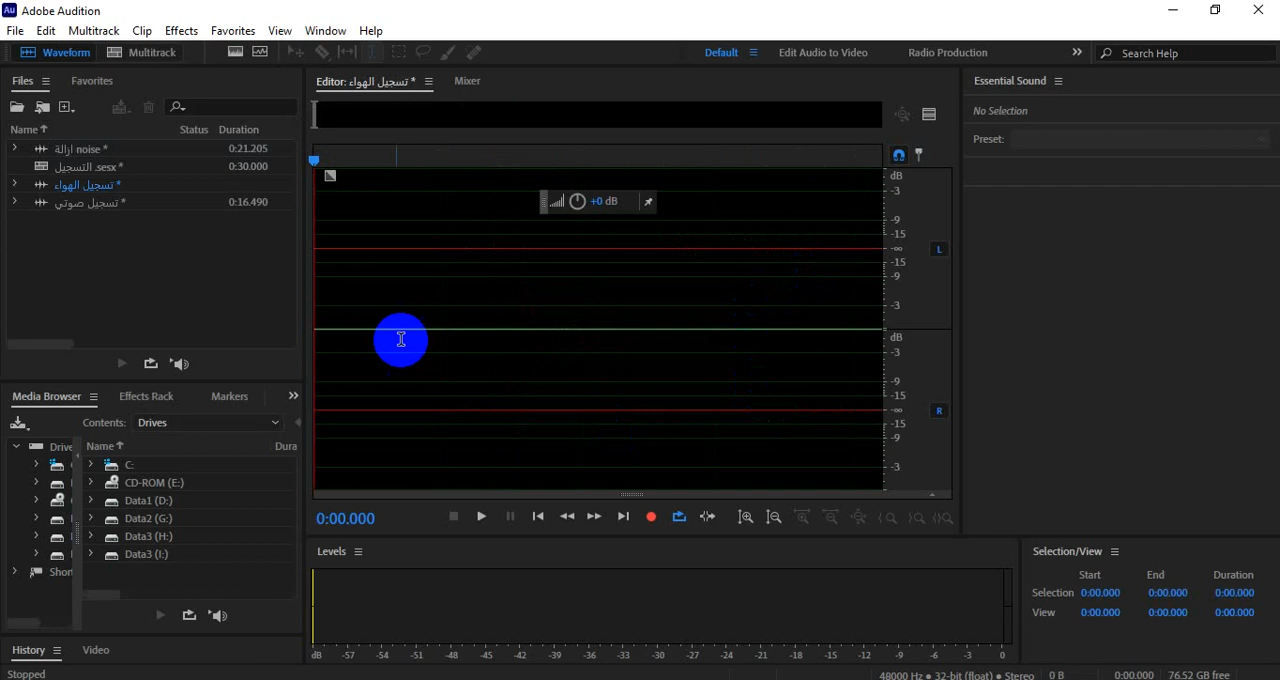 Adobe Audition
File Edit Multitrack Clip Effects Favorites View Window Help
Waveform Multitrack Default Edit Audio to Video Radio Production Search Help
Files Favorites
Name Status Duration
ازالة noise * 0:21.205
التسجيل.sesx * 0:30.000
تسجيل الهواء *
تسجيل صوتي * 0:16.490
Editor: تسجيل الهواء * Mixer
+0 dB
dB
-3
-9
-15
-∞
-15
-9
-3
L
dB
-3
-9
-15
-∞
-15
-9
-3
R
Essential Sound
No Selection
Preset:
Media Browser Effects Rack Markers
Contents: Drives
Drive Name Dura
C:
CD-ROM (E:)
Data1 (D:)
Data2 (G:)
Data3 (H:)
Data3 (I:)
Short
History Video
Stopped
0:00.000
Levels
dB -57 -54 -51 -48 -45 -42 -39 -36 -33 -30 -27 -24 -21 -18 -15 -12 -9 -6 -3 0
Selection/View
Start End Duration
Selection 0:00.000 0:00.000 0:00.000
View 0:00.000 0:00.000 0:00.000
48000 Hz ● 32-bit (float) ● Stereo 0 B 0:00.000 76.52 GB free